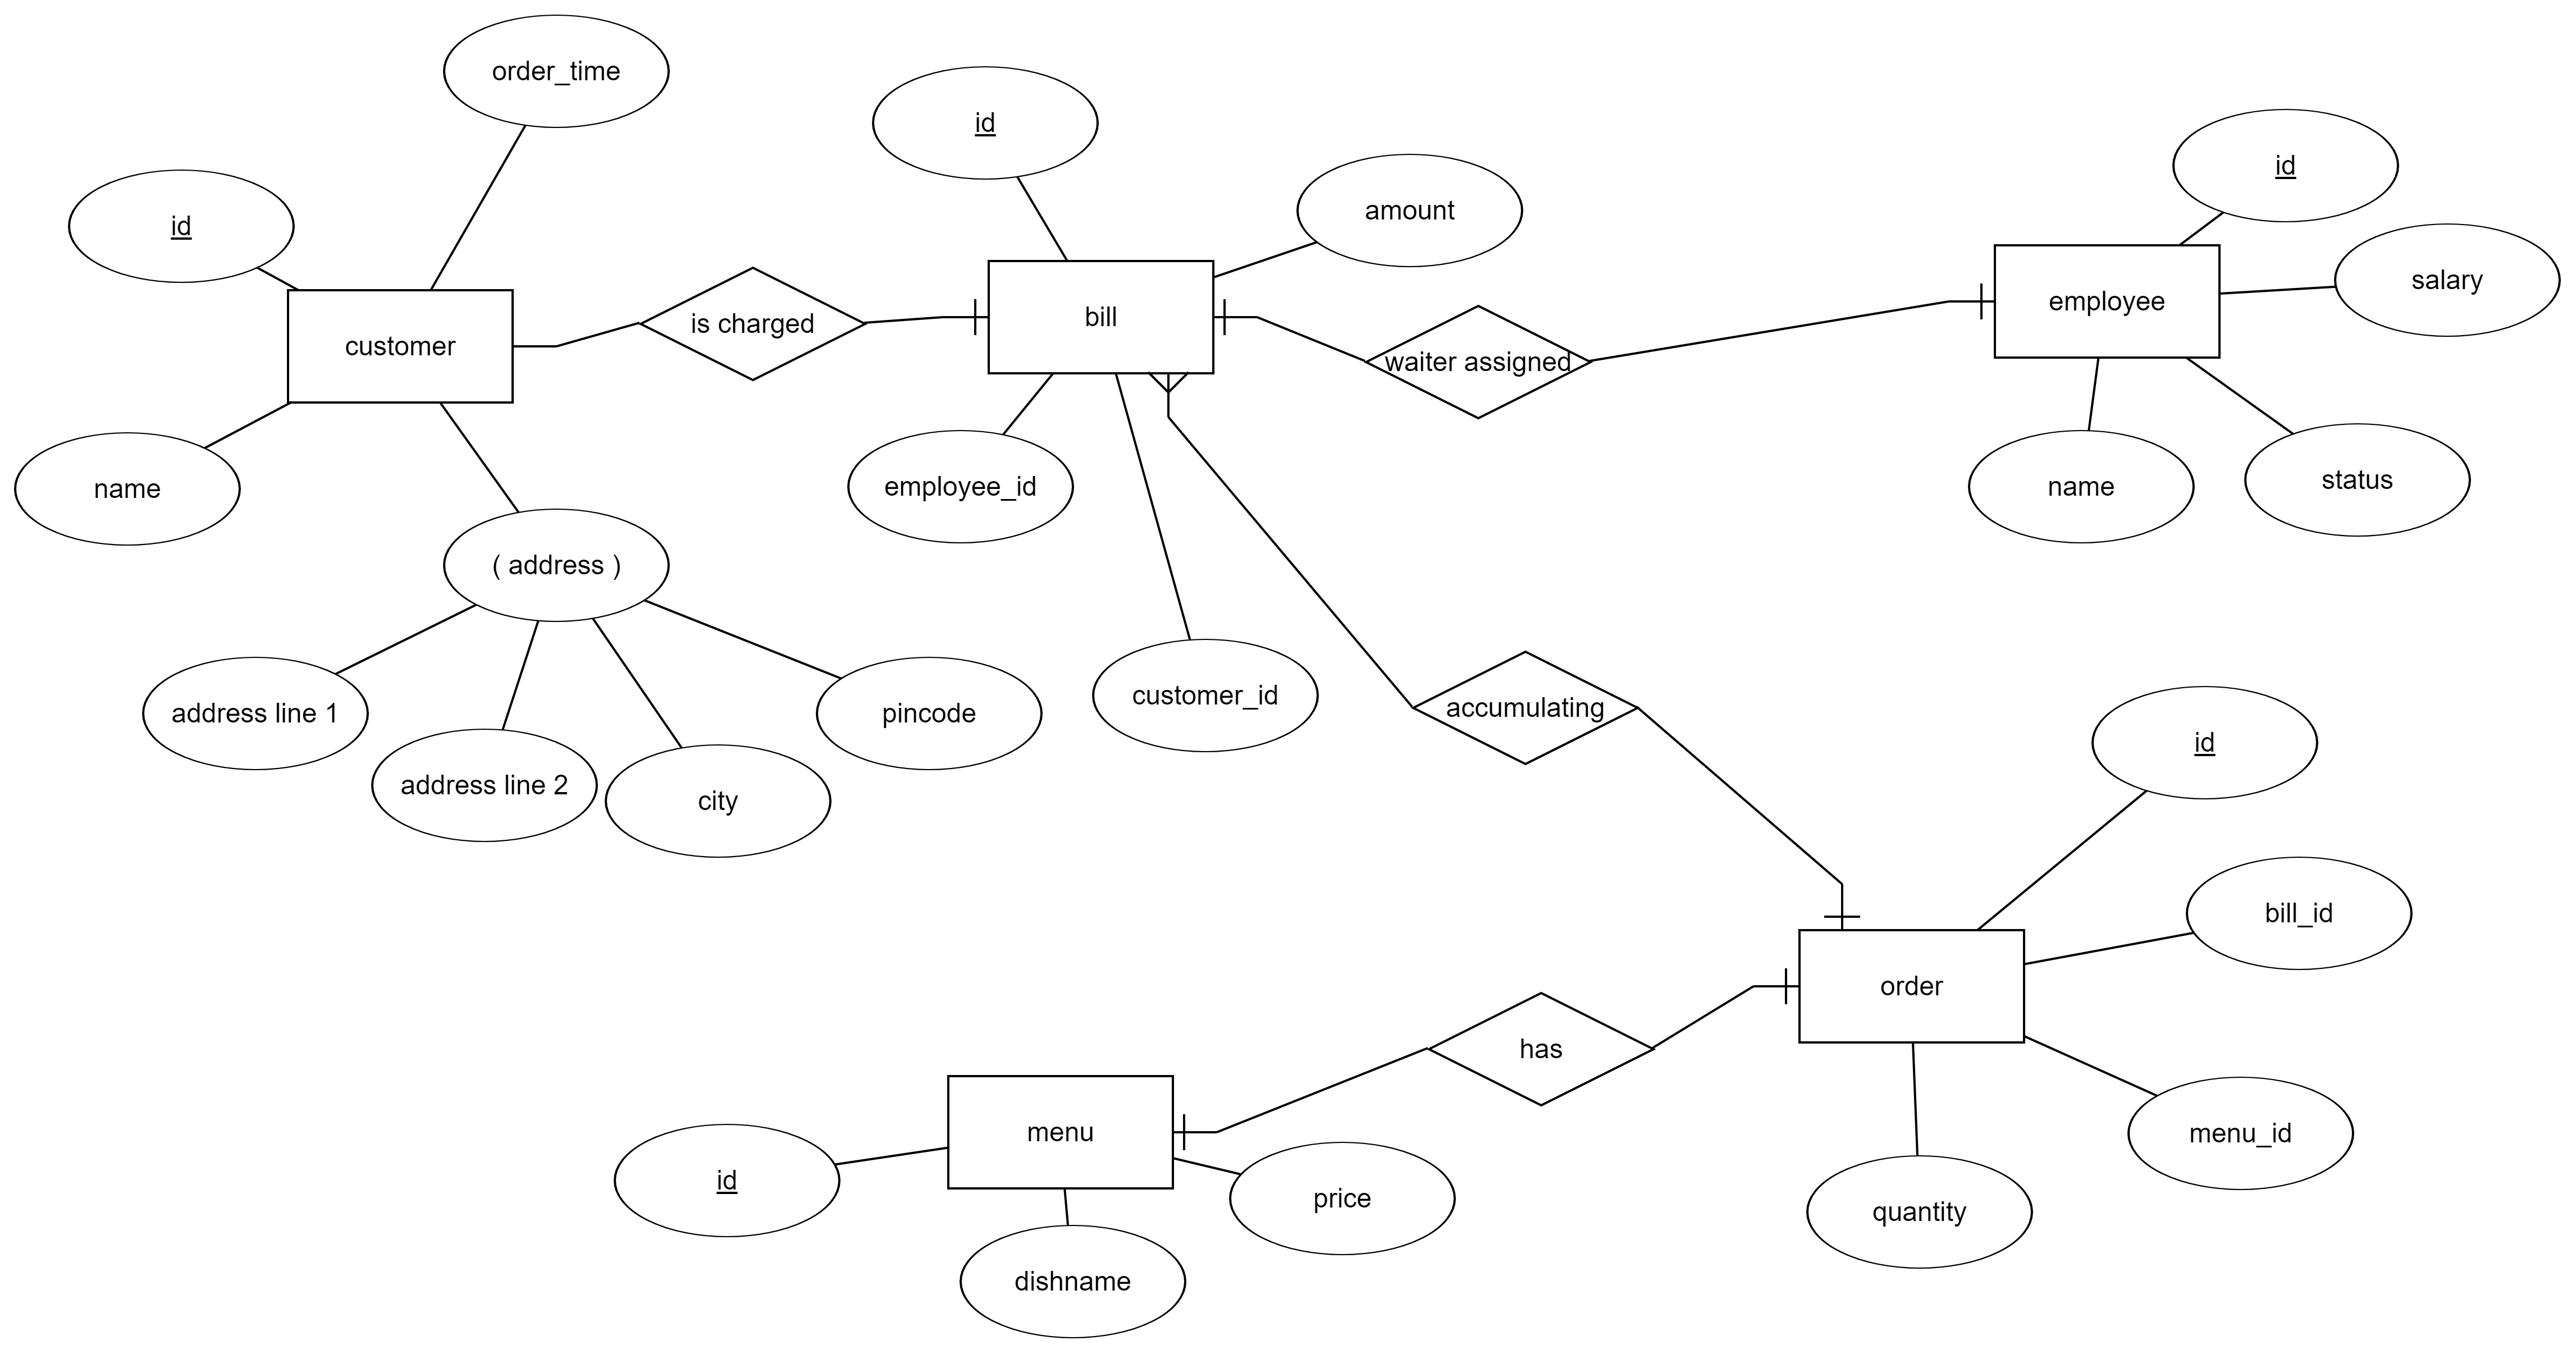 order_time
id
customer
name
( address )
address line 1
address line 2
city
pincode
is charged
id
amount
bill
employee_id
customer_id
waiter assigned
id
salary
employee
name
status
accumulating
id
bill_id
order
menu_id
quantity
has
menu
id
price
dishname